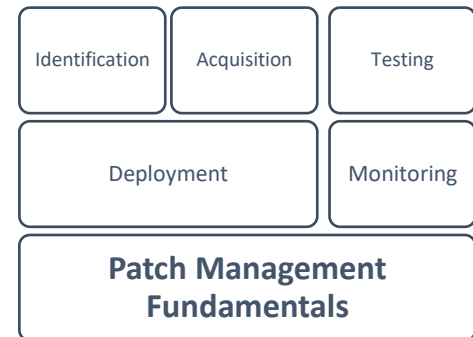 Identification
Acquisition
Testing
Deployment
Monitoring
Patch Management
Fundamentals